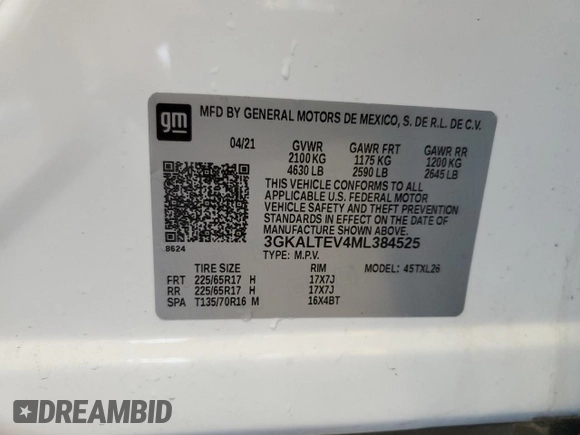 gm
MFD BY GENERAL MOTORS DE MEXICO, S. DE R.L. DE C.V.
04/21 GVWR GAWR FRT GAWR RR
2100 KG 1175 KG 1200 KG
4630 LB 2590 LB 2645 LB
THIS VEHICLE CONFORMS TO ALL
APPLICABLE U.S. FEDERAL MOTOR
VEHICLE SAFETY AND THEFT PREVENTION
STANDARDS IN EFFECT ON THE DATE OF
MANUFACTURE SHOWN ABOVE.
.8624
3GKALTEV4ML384525
TYPE: M.P.V. MODEL: 45TXL26
TIRE SIZE RIM
FRT 225/65R17 H 17X7J
RR 225/65R17 H 17X7J
SPA T135/70R16 M 16X4BT
DREAMBID